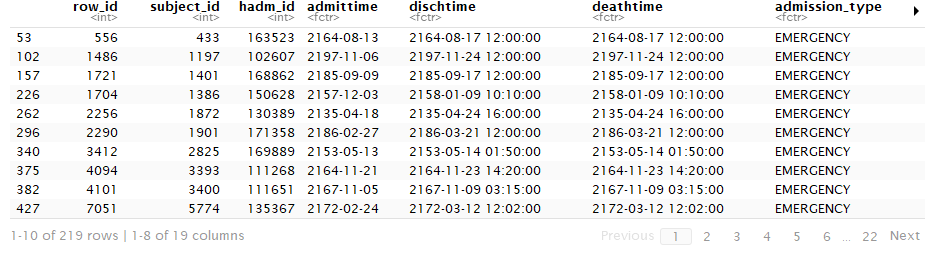 row_id subject_id hadm_id admittime dischtime deathtime admission_type
<int> <int> <int> <fctr> <fctr> <fctr> <fctr>
53 556 433 163523 2164-08-13 2164-08-17 12:00:00 2164-08-17 12:00:00 EMERGENCY
102 1486 1197 102607 2197-11-06 2197-11-24 12:00:00 2197-11-24 12:00:00 EMERGENCY
157 1721 1401 168862 2185-09-09 2185-09-17 12:00:00 2185-09-17 12:00:00 EMERGENCY
226 1704 1386 150628 2157-12-03 2158-01-09 10:10:00 2158-01-09 10:10:00 EMERGENCY
262 2256 1872 130389 2135-04-18 2135-04-24 16:00:00 2135-04-24 16:00:00 EMERGENCY
296 2290 1901 171358 2186-02-27 2186-03-21 12:00:00 2186-03-21 12:00:00 EMERGENCY
340 3412 2825 169889 2153-05-13 2153-05-14 01:50:00 2153-05-14 01:50:00 EMERGENCY
375 4094 3393 111268 2164-11-21 2164-11-23 14:20:00 2164-11-23 14:20:00 EMERGENCY
382 4101 3400 111651 2167-11-05 2167-11-09 03:15:00 2167-11-09 03:15:00 EMERGENCY
427 7051 5774 135367 2172-02-24 2172-03-12 12:02:00 2172-03-12 12:02:00 EMERGENCY
1-10 of 219 rows | 1-8 of 19 columns Previous 1 2 3 4 5 6 ... 22 Next